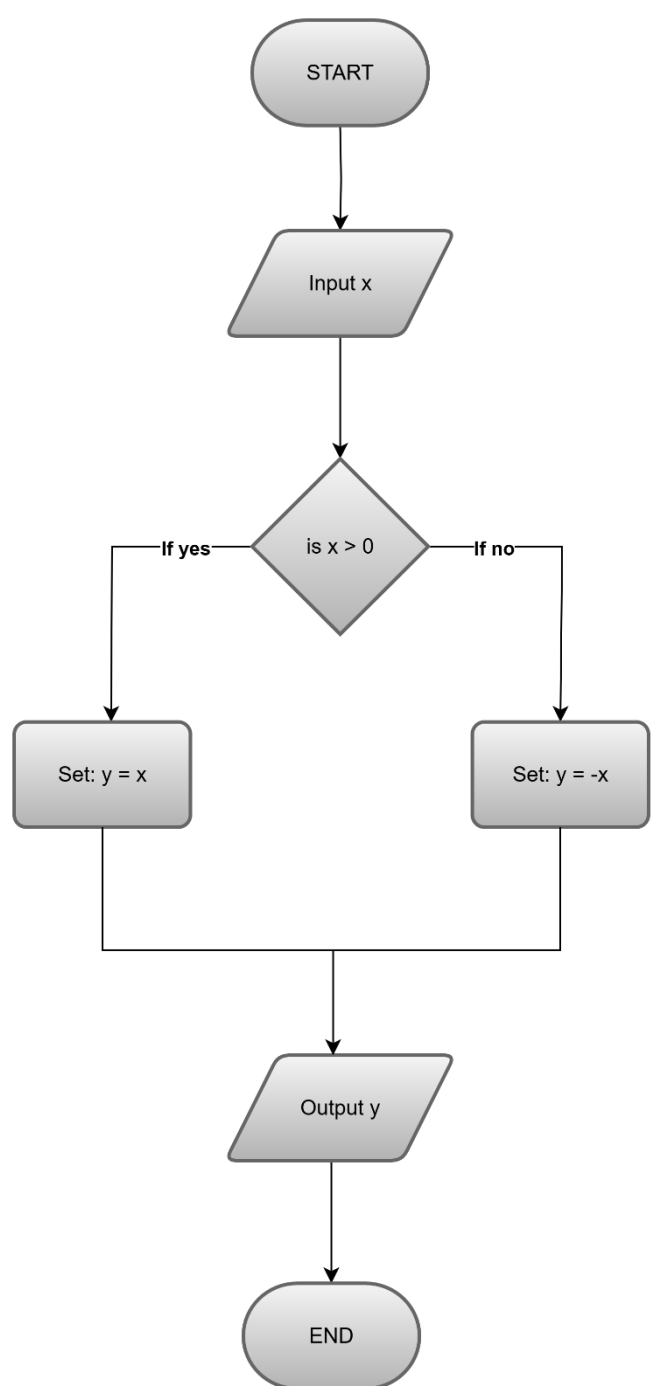 START
Input x
is x > 0
If yes
If no
Set: y = x
Set: y = -x
Output y
END